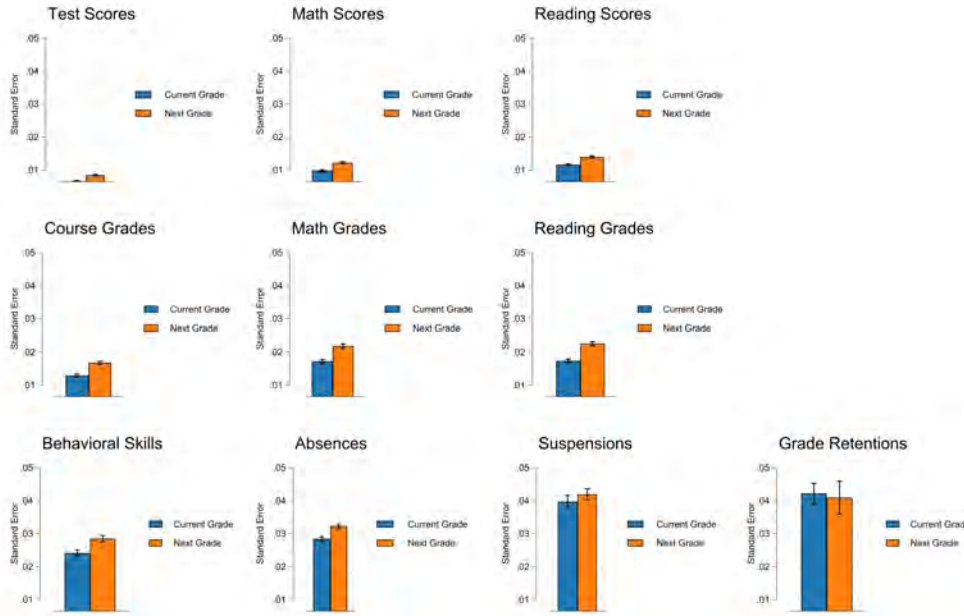 Test Scores
Math Scores
Reading Scores
Standard Error
.05
.04
.03
.02
.01
Current Grade
Next Grade
Standard Error
.05
.04
.03
.02
.01
Current Grade
Next Grade
Standard Error
.05
.04
.03
.02
.01
Current Grade
Next Grade
Course Grades
Math Grades
Reading Grades
Standard Error
.05
.04
.03
.02
.01
Current Grade
Next Grade
Standard Error
.05
.04
.03
.02
.01
Current Grade
Next Grade
Standard Error
.05
.04
.03
.02
.01
Current Grade
Next Grade
Behavioral Skills
Absences
Suspensions
Grade Retentions
Standard Error
.05
.04
.03
.02
.01
Current Grade
Next Grade
Standard Error
.05
.04
.03
.02
.01
Current Grade
Next Grade
Standard Error
.05
.04
.03
.02
.01
Current Grade
Next Grade
Standard Error
.05
.04
.03
.02
.01
Current Grad
Next Grade